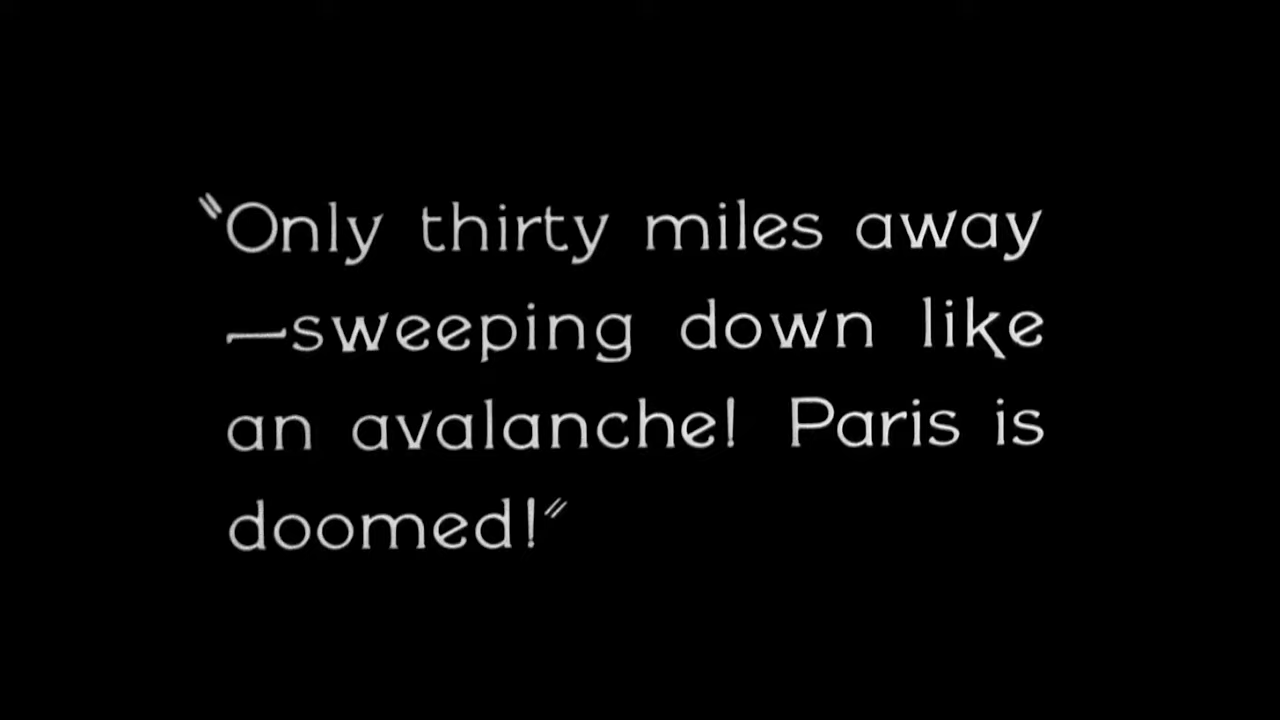 "Only thirty miles away
—sweeping down like
an avalanche! Paris is
doomed!"